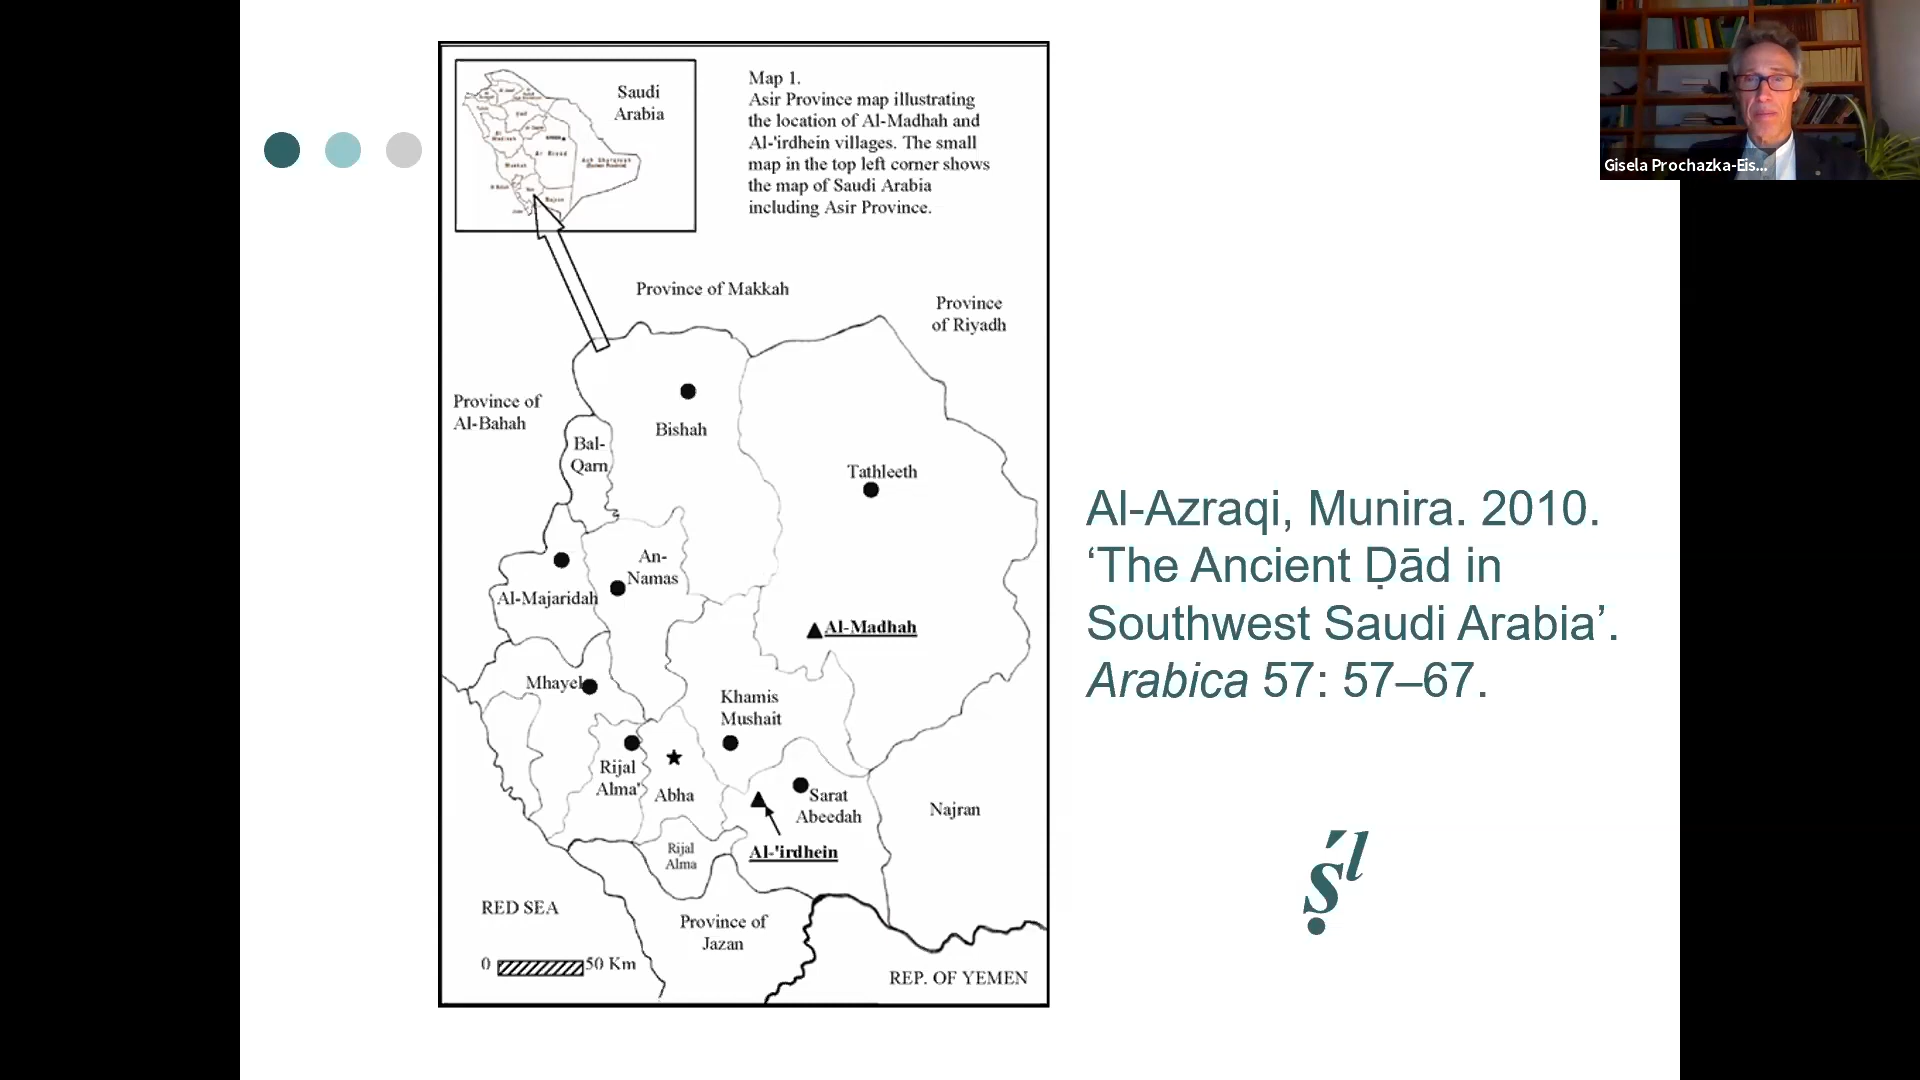 Saudi
Arabia
Map 1.
Asir Province map illustrating
the location of Al-Madhah and
Al-'irdhein villages. The small
map in the top left corner shows
the map of Saudi Arabia
including Asir Province.
Gisela Prochazka-Eis...
Province of Makkah
Province
of Riyadh
Province of
Al-Bahah
Bishah
Bal-
Qarn
Tathleeth
An-
Namas
Al-Majaridah
Al-Madhah
Mhayel
Khamis
Mushait
Rijal
Alma'
Abha
Sarat
Abeedah
Najran
Al-'irdhein
Rijal
Alma
RED SEA
Province of
Jazan
0 50 Km
REP. OF YEMEN
Al-Azraqi, Munira. 2010.
‘The Ancient Ḍād in
Southwest Saudi Arabia’.
Arabica 57: 57–67.
ṣ́ˡ